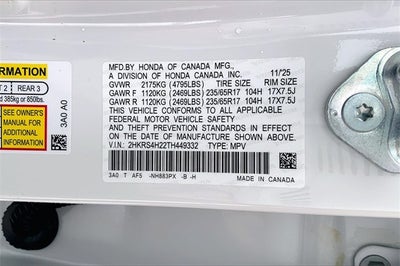 FORMATION
T 2 REAR 3
d 385kg or 850lbs.
SEE OWNER'S
MANUAL FOR
ADDITIONAL
INFORMATION
3A0 A0
MFD.BY HONDA OF CANADA MFG.,
A DIVISION OF HONDA CANADA INC. 11/25
GVWR 2175KG (4795LBS) TIRE SIZE RIM SIZE
GAWR F 1120KG (2469LBS) 235/65R17 104H 17X7.5J
GAWR R 1120KG (2469LBS) 235/65R17 104H 17X7.5J
THIS VEHICLE CONFORMS TO ALL APPLICABLE
FEDERAL MOTOR VEHICLE SAFETY AND
THEFT PREVENTION STANDARDS IN EFFECT
ON THE DATE OF MANUFACTURE SHOWN ABOVE.
V.I.N.: 2HKRS4H22TH449332 TYPE: MPV
3A0 T AF5 -NH883PX -B -H MADE IN CANADA